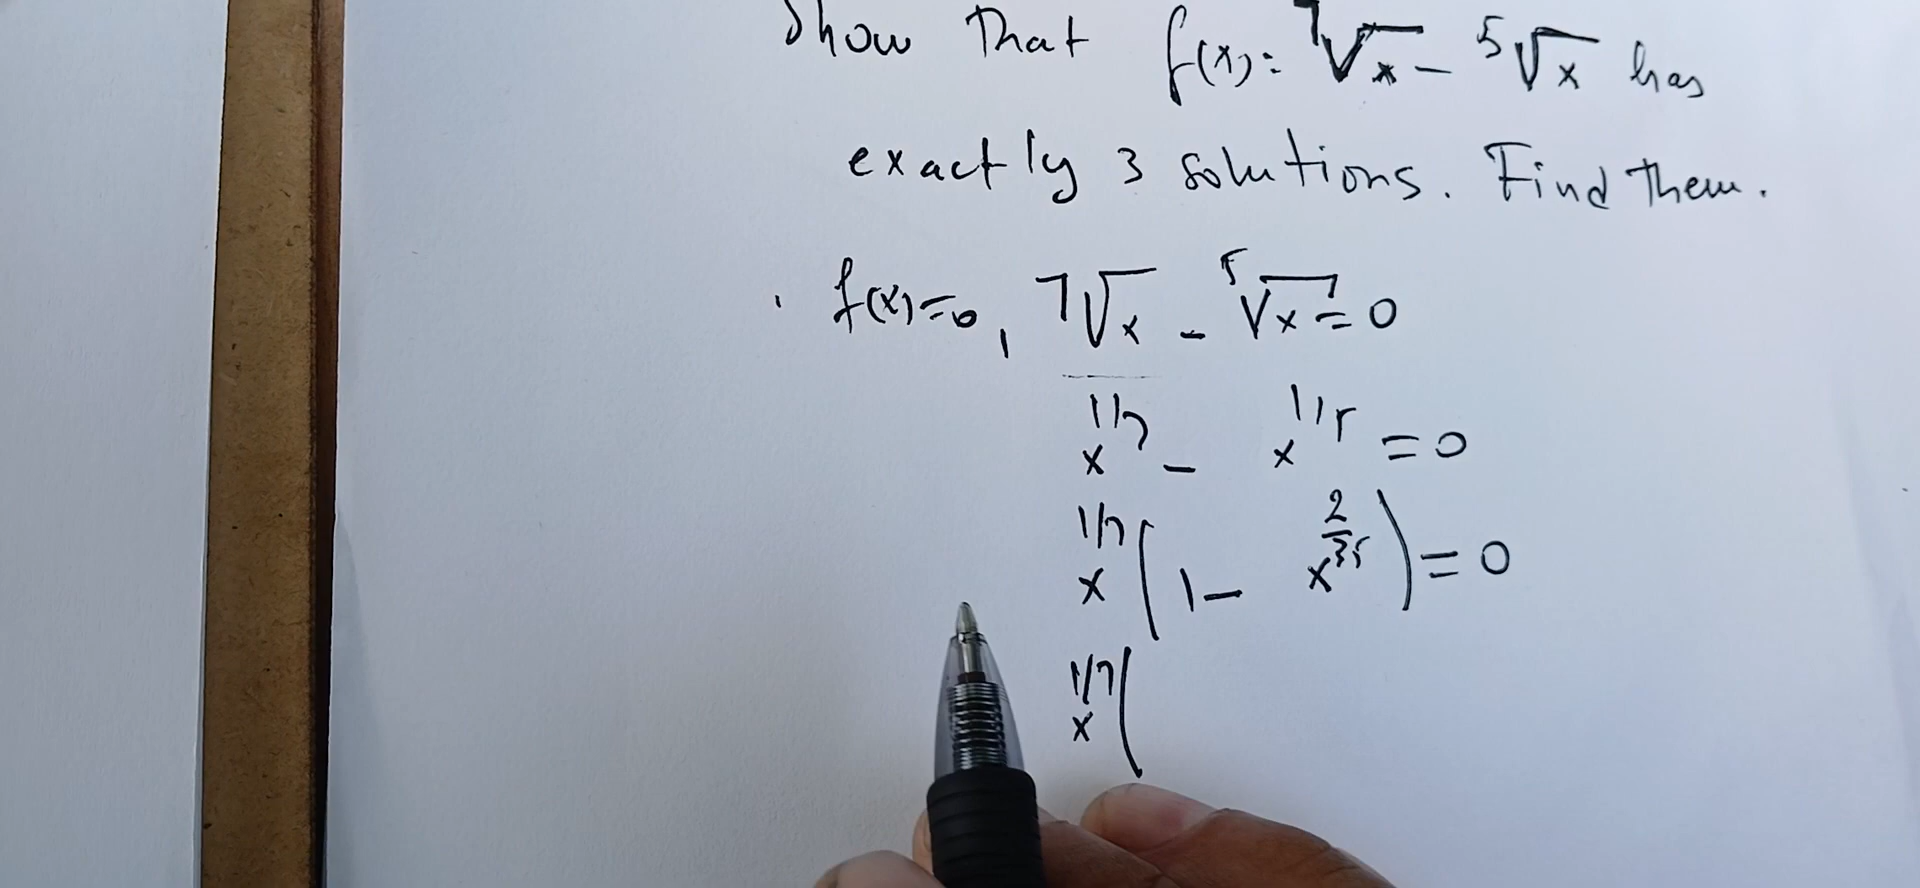 Show that f(x) = ⁷√x - ⁵√x has
exactly 3 solutions. Find them.
f(x)=0, ⁷√x - ⁵√x = 0
x^{1/7} - x^{1/5} = 0
x^{1/7} ( 1 - x^{2/35} ) = 0
x^{1/7} (